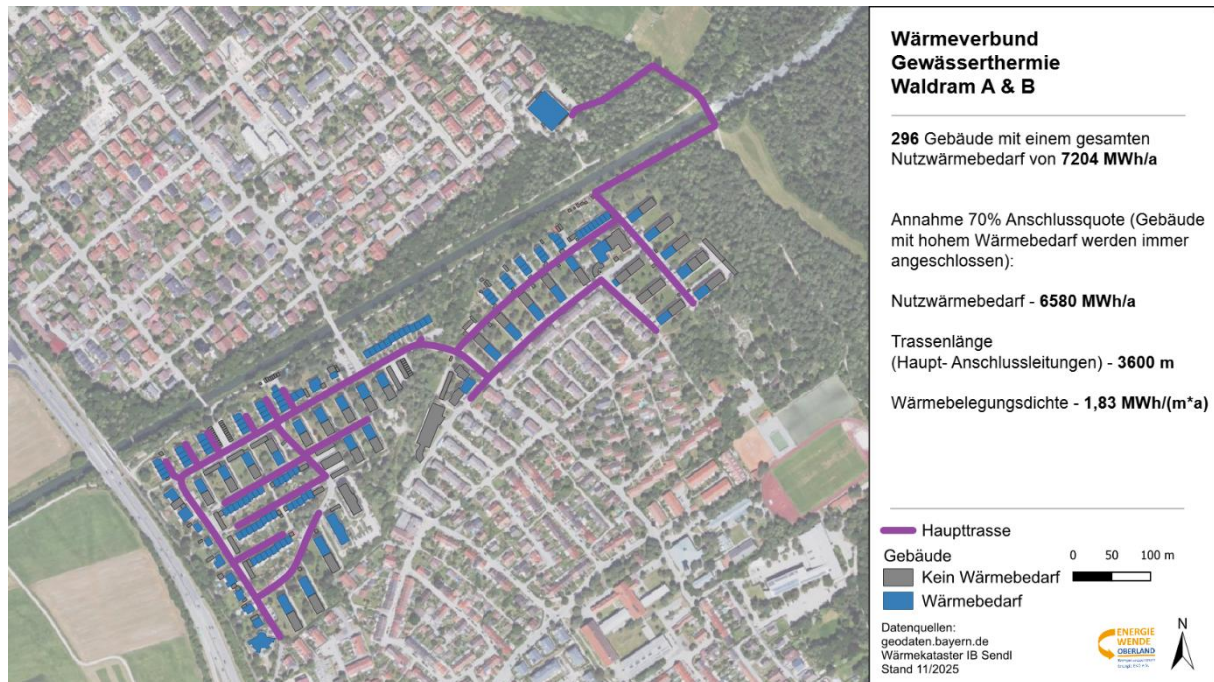 Wärmeverbund
Gewässerthermie
Waldram A & B
296 Gebäude mit einem gesamten
Nutzwärmebedarf von 7204 MWh/a
Annahme 70% Anschlussquote (Gebäude
mit hohem Wärmebedarf werden immer
angeschlossen):
Nutzwärmebedarf - 6580 MWh/a
Trassenlänge
(Haupt- Anschlussleitungen) - 3600 m
Wärmebelegungsdichte - 1,83 MWh/(m*a)
Haupttrasse
Gebäude
0 50 100 m
Kein Wärmebedarf
Wärmebedarf
Datenquellen:
geodaten.bayern.de
Wärmekataster IB Sendl
Stand 11/2025
ENERGIE
WENDE
OBERLAND
N